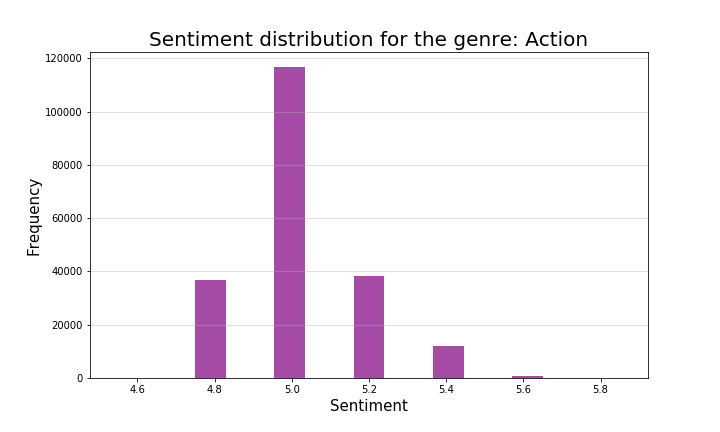 Sentiment distribution for the genre: Action
120000
100000
80000
60000
40000
20000
0
Frequency
4.6 4.8 5.0 5.2 5.4 5.6 5.8
Sentiment